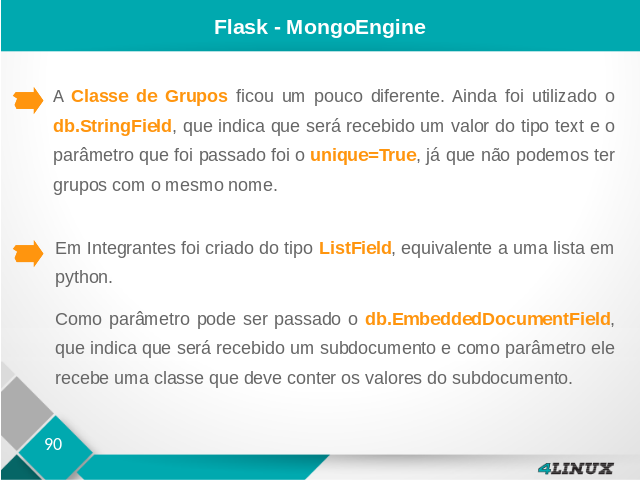 Flask - MongoEngine
A Classe de Grupos ficou um pouco diferente. Ainda foi utilizado o
db.StringField, que indica que será recebido um valor do tipo text e o
parâmetro que foi passado foi o unique=True, já que não podemos ter
grupos com o mesmo nome.
Em Integrantes foi criado do tipo ListField, equivalente a uma lista em
python.
Como parâmetro pode ser passado o db.EmbeddedDocumentField,
que indica que será recebido um subdocumento e como parâmetro ele
recebe uma classe que deve conter os valores do subdocumento.
90
4LINUX